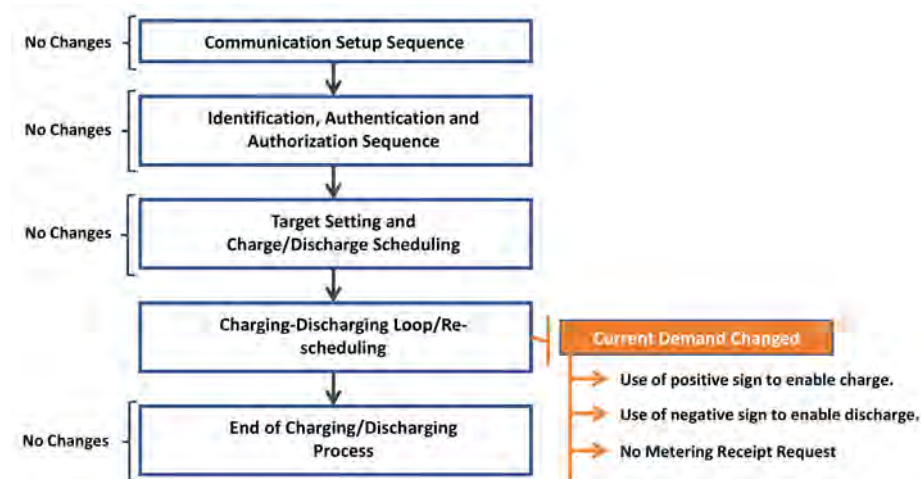 No Changes
Communication Setup Sequence
No Changes
Identification, Authentication and
Authorization Sequence
No Changes
Target Setting and
Charge/Discharge Scheduling
Charging-Discharging Loop/Re-
scheduling
Current Demand Changed
Use of positive sign to enable charge.
Use of negative sign to enable discharge.
No Metering Receipt Request
No Changes
End of Charging/Discharging
Process